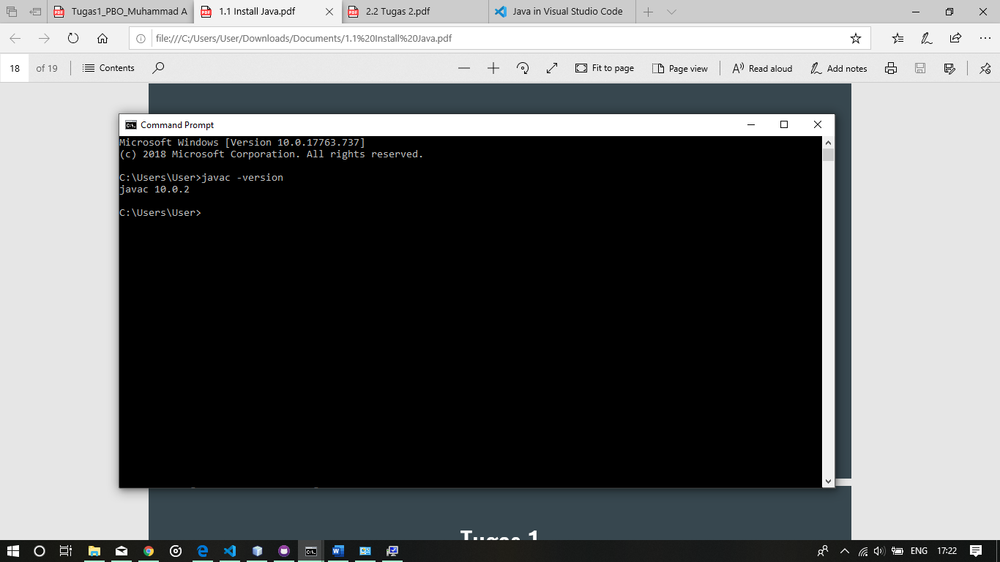 Tugas1_PBO_Muhammad A
1.1 Install Java.pdf
2.2 Tugas 2.pdf
Java in Visual Studio Code
file:///C:/Users/User/Downloads/Documents/1.1%20Install%20Java.pdf
18 of 19
Contents
Fit to page
Page view
Read aloud
Add notes
Command Prompt
Microsoft Windows [Version 10.0.17763.737]
(c) 2018 Microsoft Corporation. All rights reserved.
C:\Users\User>javac -version
javac 10.0.2
C:\Users\User>
Tugas 1
ENG
17:22